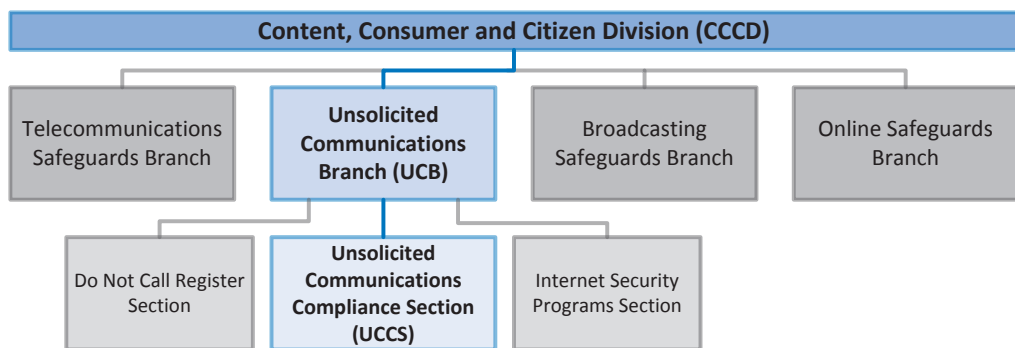 Content, Consumer and Citizen Division (CCCD)
Telecommunications
Safeguards Branch
Unsolicited
Communications
Branch (UCB)
Broadcasting
Safeguards Branch
Online Safeguards
Branch
Do Not Call Register
Section
Unsolicited
Communications
Compliance Section
(UCCS)
Internet Security
Programs Section